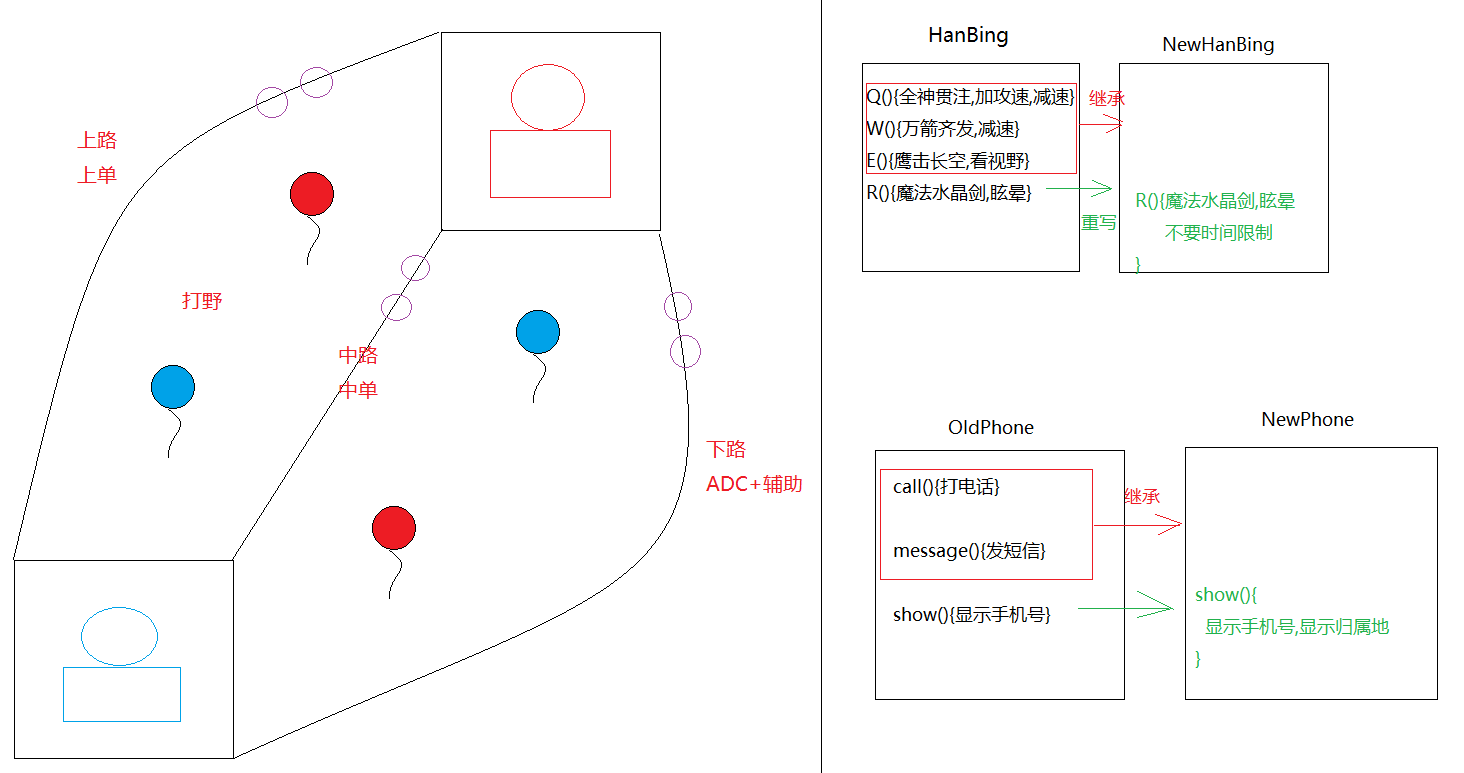 上路
上单
打野
中路
中单
下路
ADC+辅助
HanBing
NewHanBing
Q(){全神贯注,加攻速,减速}
W(){万箭齐发,减速}
E(){鹰击长空,看视野}
R(){魔法水晶剑,眩晕}
继承
重写
R(){魔法水晶剑,眩晕
不要时间限制
}
OldPhone
NewPhone
call(){打电话}
message(){发短信}
show(){显示手机号}
继承
show(){
显示手机号,显示归属地
}